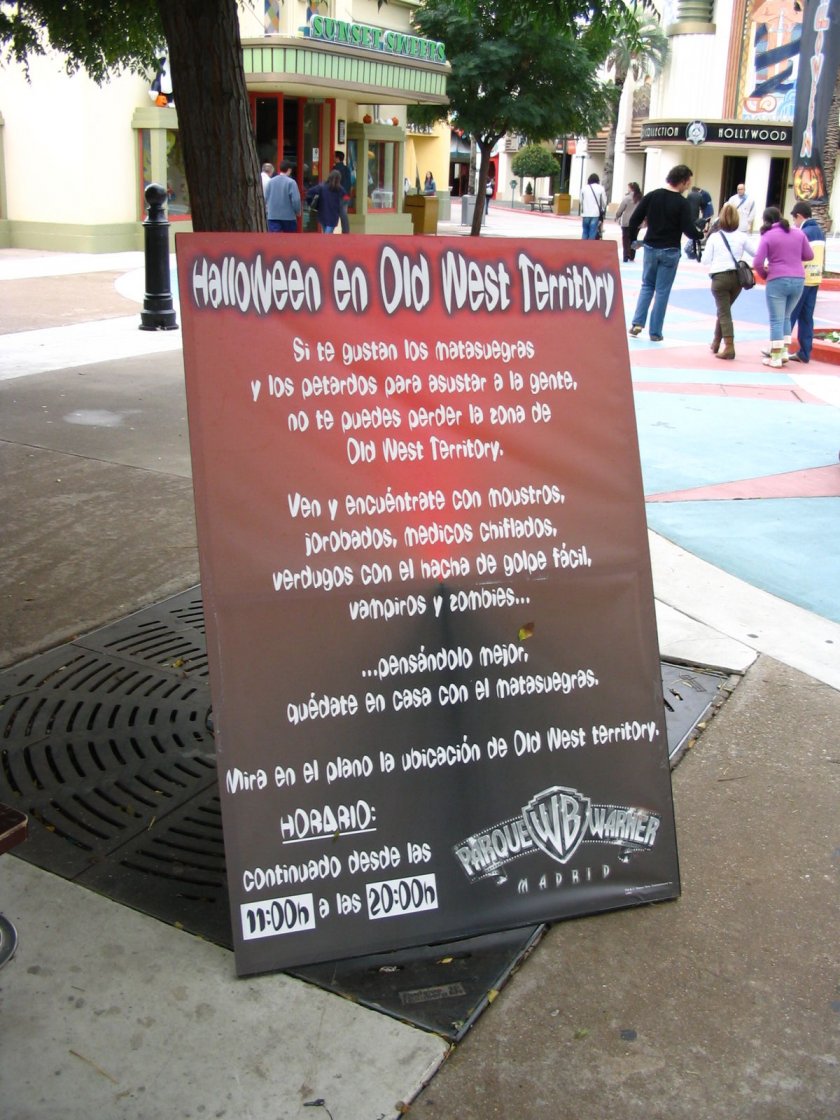 SUNSET SWEETS
COLLECTION HOLLYWOOD
Halloween en Old West Territory
Si te gustan los matasuegras
y los petardos para asustar a la gente,
no te puedes perder la zona de
Old West Territory.
Ven y encuéntrate con moustros,
jorobados, medicos chiflados,
verdugos con el hacha de golpe fácil,
vampiros y zombies...
...pensándolo mejor,
quédate en casa con el matasuegras.
Mira en el plano la ubicación de Old West territory.
HORARIO:
continuado desde las
11:00h a las 20:00h
PARQUE WB WARNER
MADRID